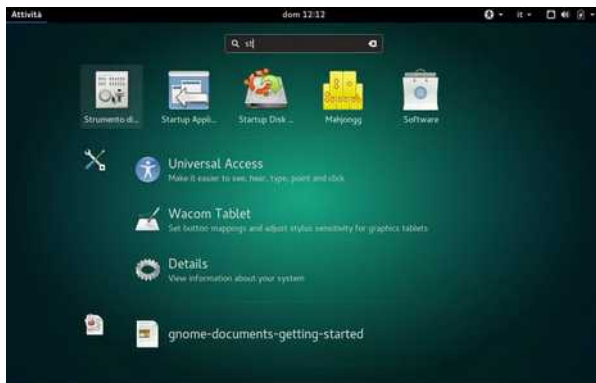 Attività
dom 12:12
it
st
Strumento di...
Startup Appli...
Startup Disk ...
Mahjongg
Software
Universal Access
Make it easier to see, hear, type, point and click
Wacom Tablet
Set button mappings and adjust stylus sensitivity for graphics tablets
Details
View information about your system
gnome-documents-getting-started